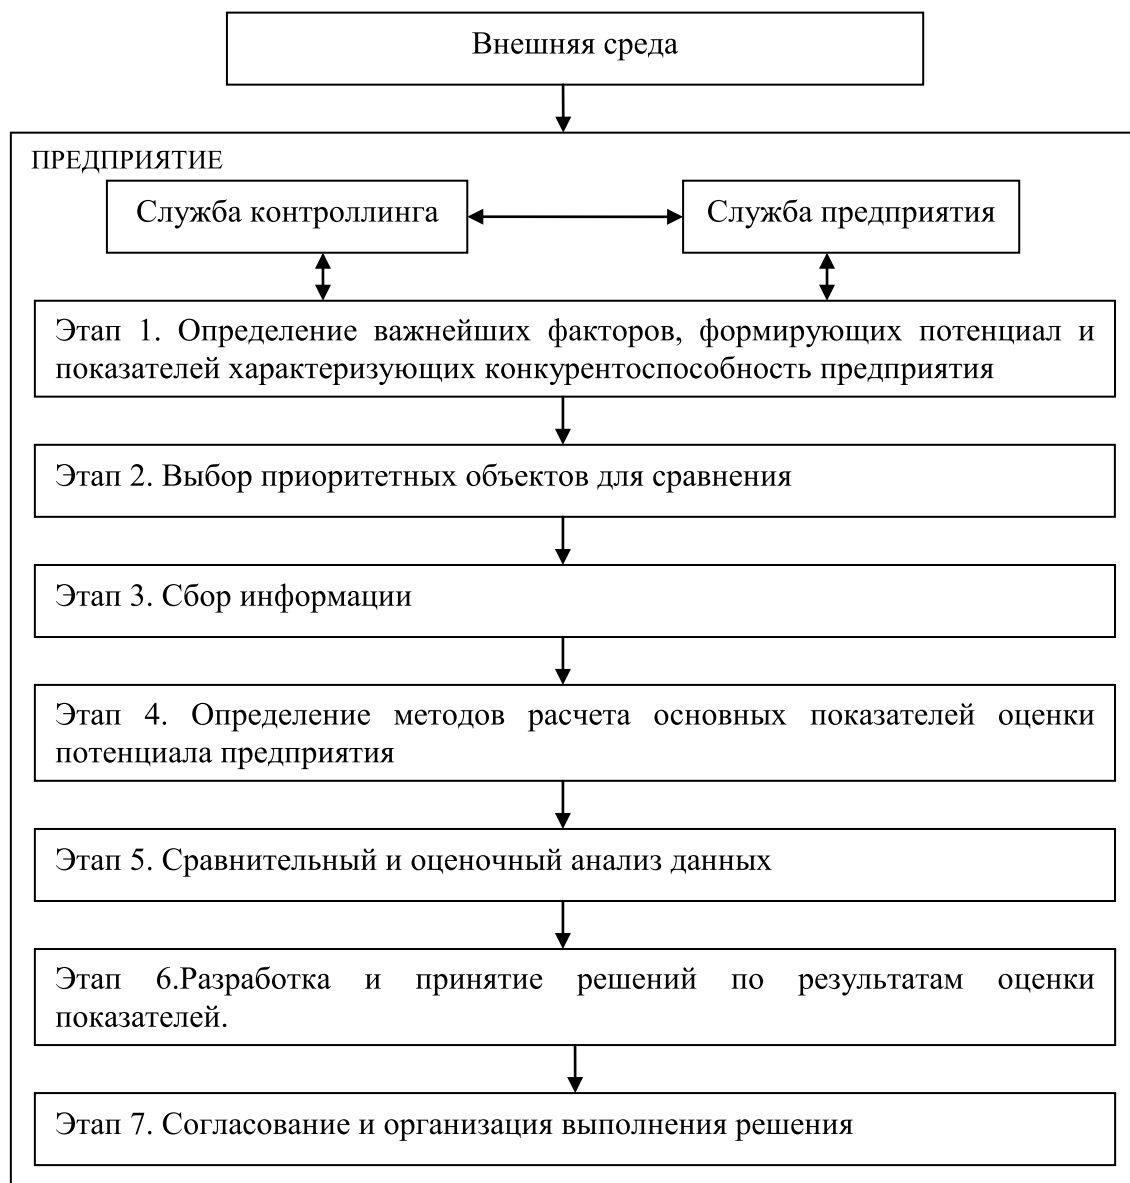 Внешняя среда
ПРЕДПРИЯТИЕ
Служба контроллинга
Служба предприятия
Этап 1. Определение важнейших факторов, формирующих потенциал и
показателей характеризующих конкурентоспособность предприятия
Этап 2. Выбор приоритетных объектов для сравнения
Этап 3. Сбор информации
Этап 4. Определение методов расчета основных показателей оценки
потенциала предприятия
Этап 5. Сравнительный и оценочный анализ данных
Этап 6.Разработка и принятие решений по результатам оценки
показателей.
Этап 7. Согласование и организация выполнения решения